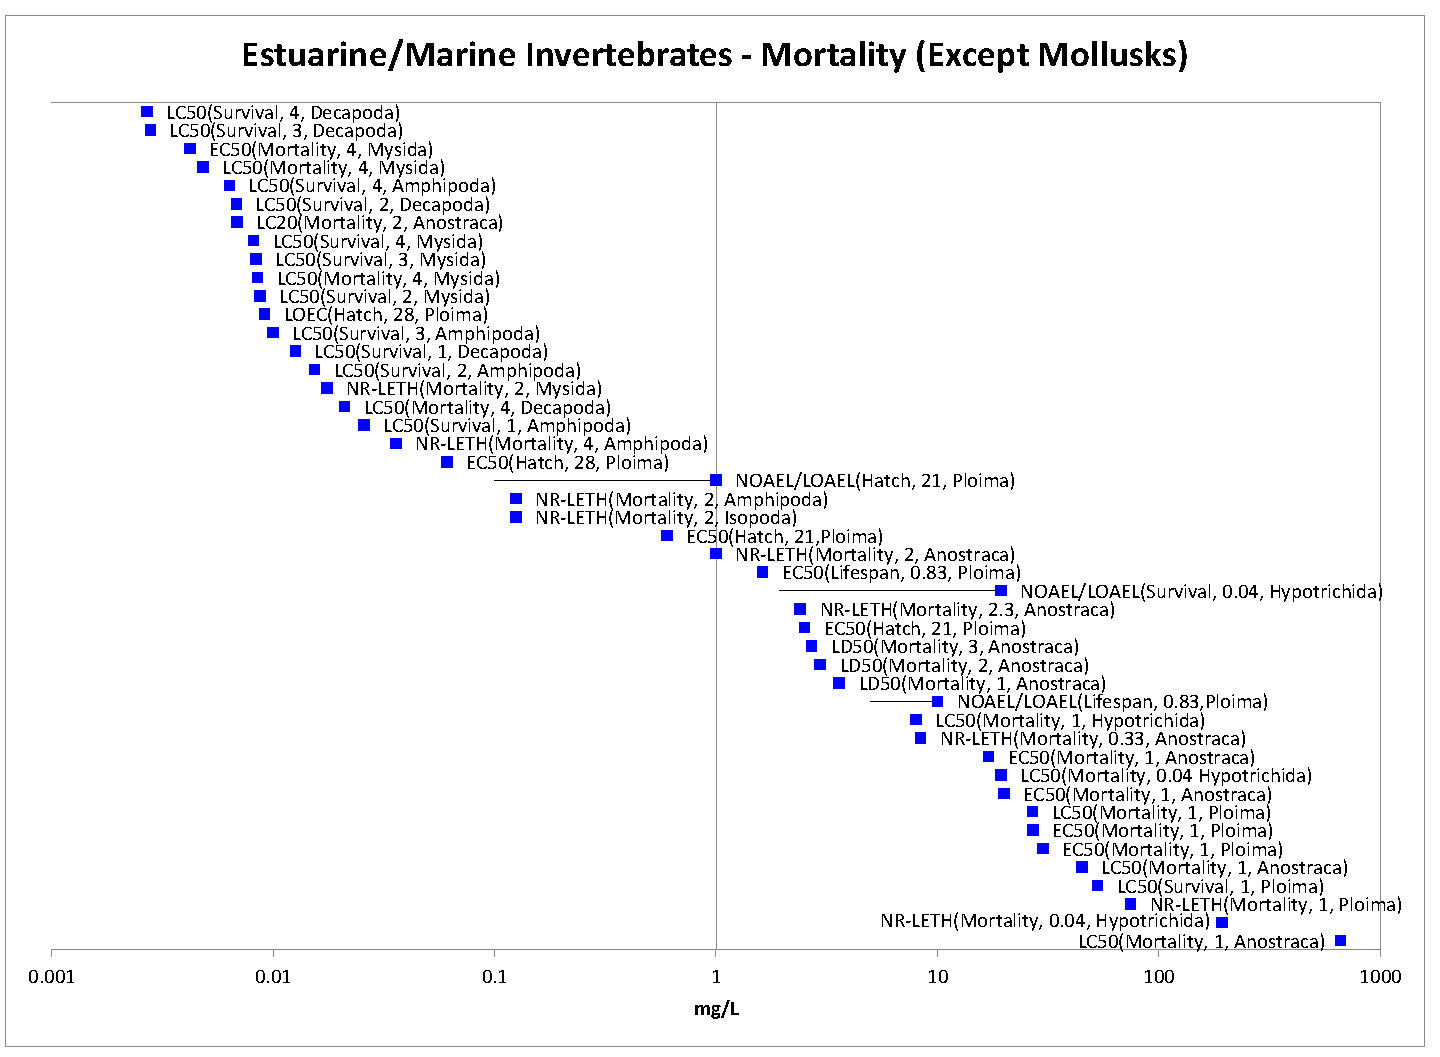 Estuarine/Marine Invertebrates - Mortality (Except Mollusks)
LC50(Survival, 4, Decapoda)
LC50(Survival, 3, Decapoda)
EC50(Mortality, 4, Mysida)
LC50(Mortality, 4, Mysida)
LC50(Survival, 4, Amphipoda)
LC50(Survival, 2, Decapoda)
LC20(Mortality, 2, Anostraca)
LC50(Survival, 4, Mysida)
LC50(Survival, 3, Mysida)
LC50(Mortality, 4, Mysida)
LC50(Survival, 2, Mysida)
LOEC(Hatch, 28, Ploima)
LC50(Survival, 3, Amphipoda)
LC50(Survival, 1, Decapoda)
LC50(Survival, 2, Amphipoda)
NR-LETH(Mortality, 2, Mysida)
LC50(Mortality, 4, Decapoda)
LC50(Survival, 1, Amphipoda)
NR-LETH(Mortality, 4, Amphipoda)
EC50(Hatch, 28, Ploima)
NOAEL/LOAEL(Hatch, 21, Ploima)
NR-LETH(Mortality, 2, Amphipoda)
NR-LETH(Mortality, 2, Isopoda)
EC50(Hatch, 21,Ploima)
NR-LETH(Mortality, 2, Anostraca)
EC50(Lifespan, 0.83, Ploima)
NOAEL/LOAEL(Survival, 0.04, Hypotrichida)
NR-LETH(Mortality, 2.3, Anostraca)
EC50(Hatch, 21, Ploima)
LD50(Mortality, 3, Anostraca)
LD50(Mortality, 2, Anostraca)
LD50(Mortality, 1, Anostraca)
NOAEL/LOAEL(Lifespan, 0.83,Ploima)
LC50(Mortality, 1, Hypotrichida)
NR-LETH(Mortality, 0.33, Anostraca)
EC50(Mortality, 1, Anostraca)
LC50(Mortality, 0.04 Hypotrichida)
EC50(Mortality, 1, Anostraca)
LC50(Mortality, 1, Ploima)
EC50(Mortality, 1, Ploima)
EC50(Mortality, 1, Ploima)
LC50(Mortality, 1, Anostraca)
LC50(Survival, 1, Ploima)
NR-LETH(Mortality, 1, Ploima)
NR-LETH(Mortality, 0.04, Hypotrichida)
LC50(Mortality, 1, Anostraca)
0.001 0.01 0.1 1 10 100 1000
mg/L